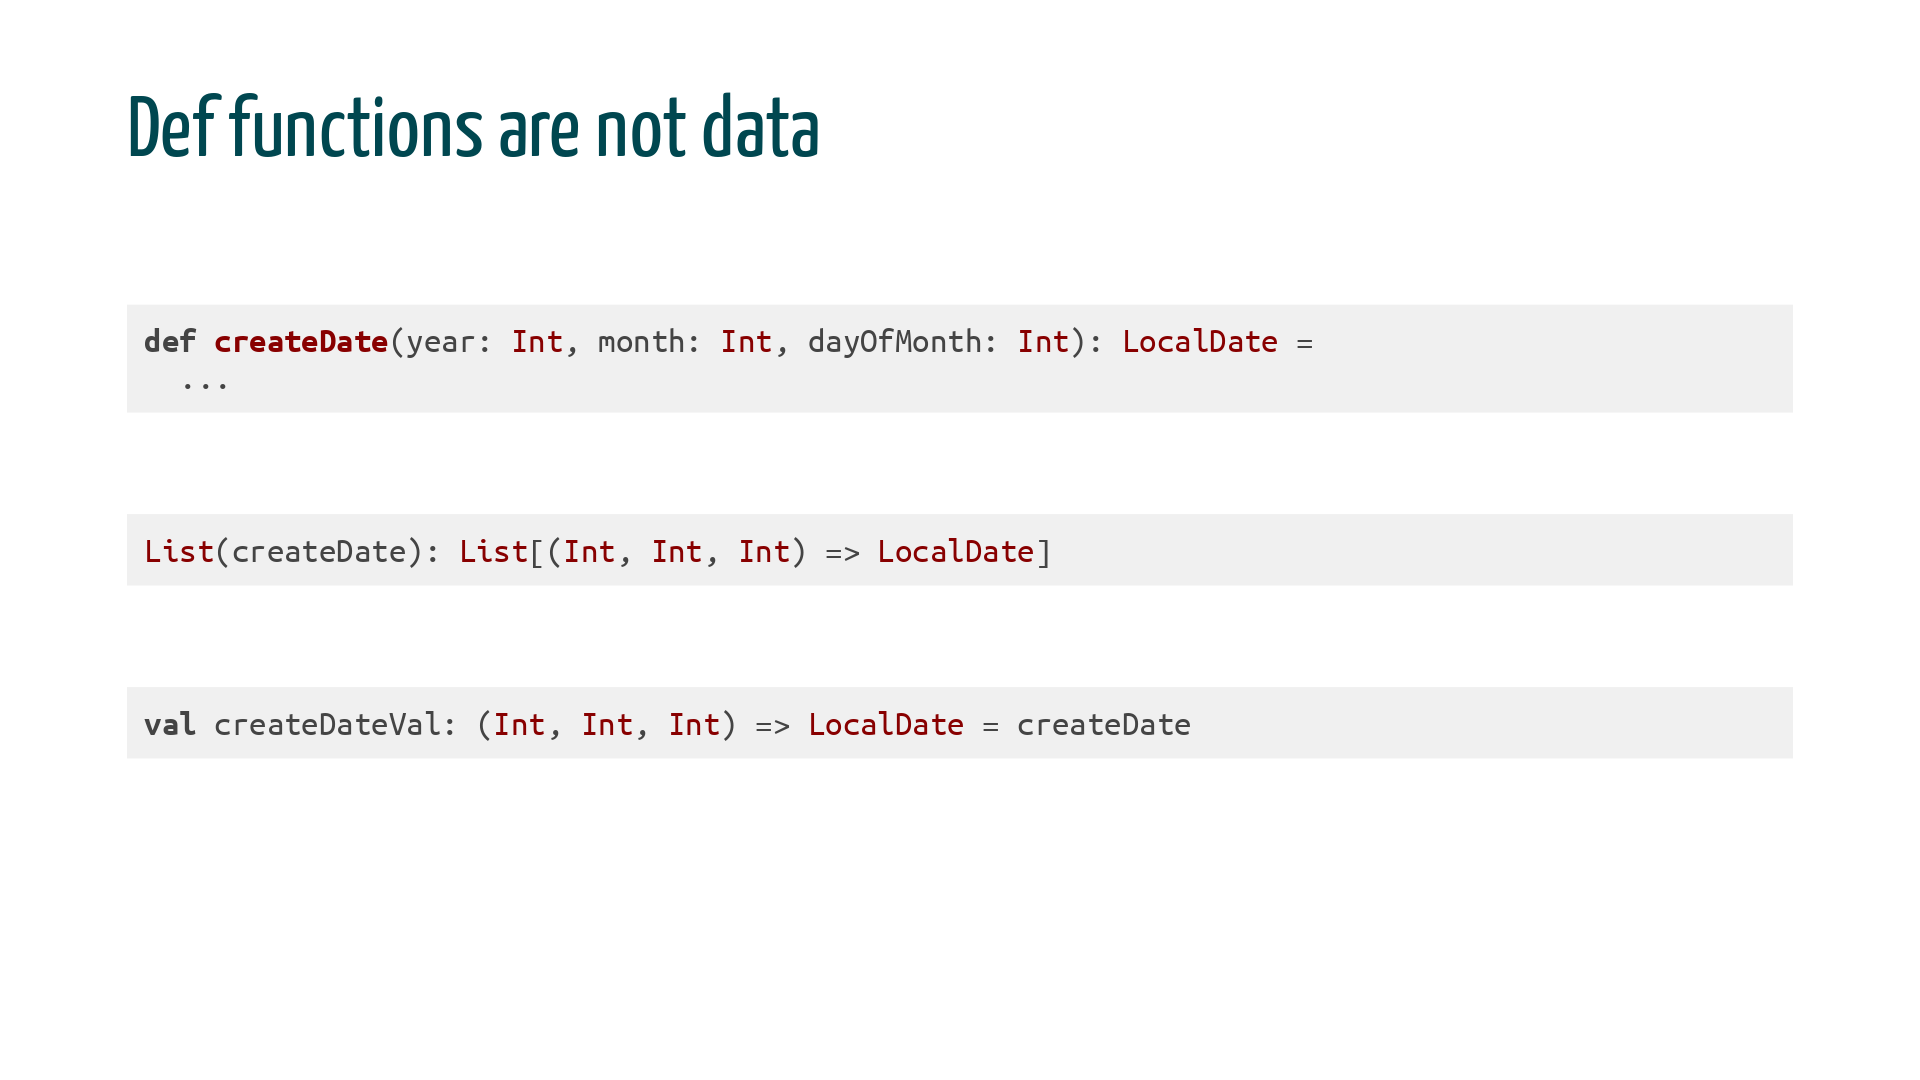 Def functions are not data
def createDate(year: Int, month: Int, dayOfMonth: Int): LocalDate =
  ...
List(createDate): List[(Int, Int, Int) => LocalDate]
val createDateVal: (Int, Int, Int) => LocalDate = createDate